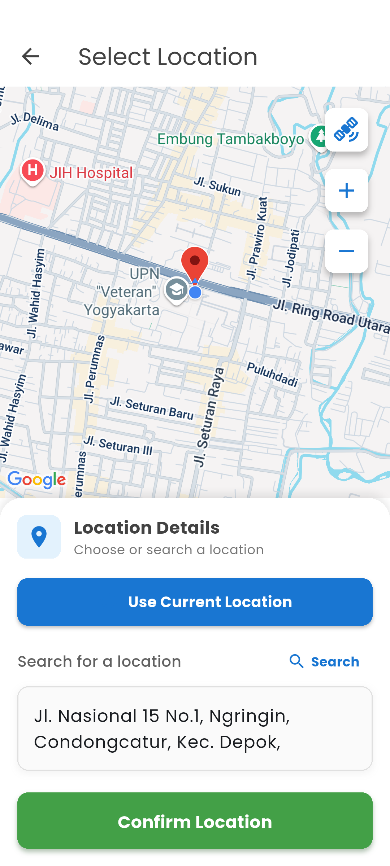 Select Location
Jl. Delima
Embung Tambakboyo
H JIH Hospital
Jl. Sukun
Jl. Prawiro Kuat
Jl. Jodipati
Jl. Wahid Hasyim
UPN
"Veteran"
Yogyakarta
Jl. Ring Road Utara
awar
Jl. Perumnas
Puluhdadi
Jl. Wahid Hasyim
Jl. Seturan Baru
Jl. Seturan Raya
Jl. Seturan III
erumnas
Google
Location Details
Choose or search a location
Use Current Location
Search for a location
Search
Jl. Nasional 15 No.1, Ngringin,
Condongcatur, Kec. Depok,
Confirm Location